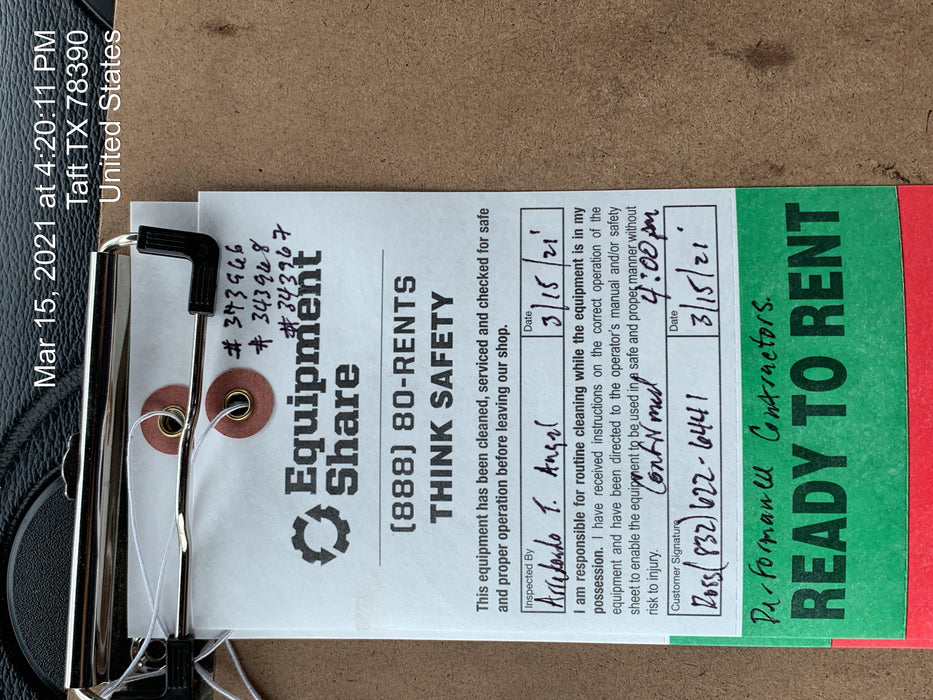 Mar 15, 2021 at 4:20:11 PM
Taft TX 78390
United States
# 343966
# 343968
# 343967
Equipment
Share
(888) 80-RENTS
THINK SAFETY
This equipment has been cleaned, serviced and checked for safe
and proper operation before leaving our shop.
Inspected By
T. Angel
Date
3/15/21
I am responsible for routine cleaning while the equipment is in my
possession. I have received instructions on the correct operation of the
equipment and have been directed to the operator's manual and/or safety
sheet to enable the equipment to be used in a safe and proper manner without
risk to injury.
Confirmed 4:00pm
Customer Signature
Ross (832) 622-6441
Date
3/15/21
Performance Contractors.
READY TO RENT